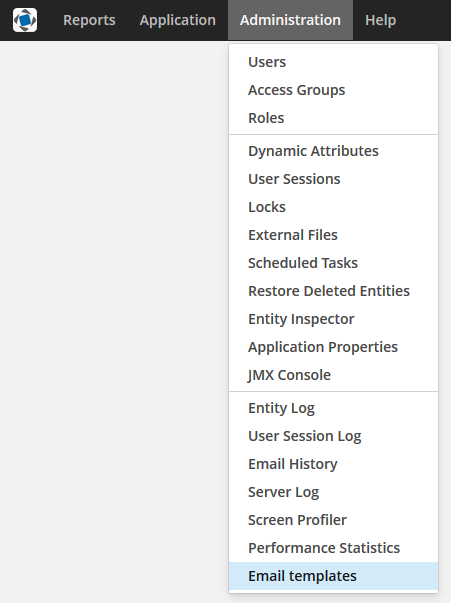 Reports Application Administration Help
Users
Access Groups
Roles
Dynamic Attributes
User Sessions
Locks
External Files
Scheduled Tasks
Restore Deleted Entities
Entity Inspector
Application Properties
JMX Console
Entity Log
User Session Log
Email History
Server Log
Screen Profiler
Performance Statistics
Email templates